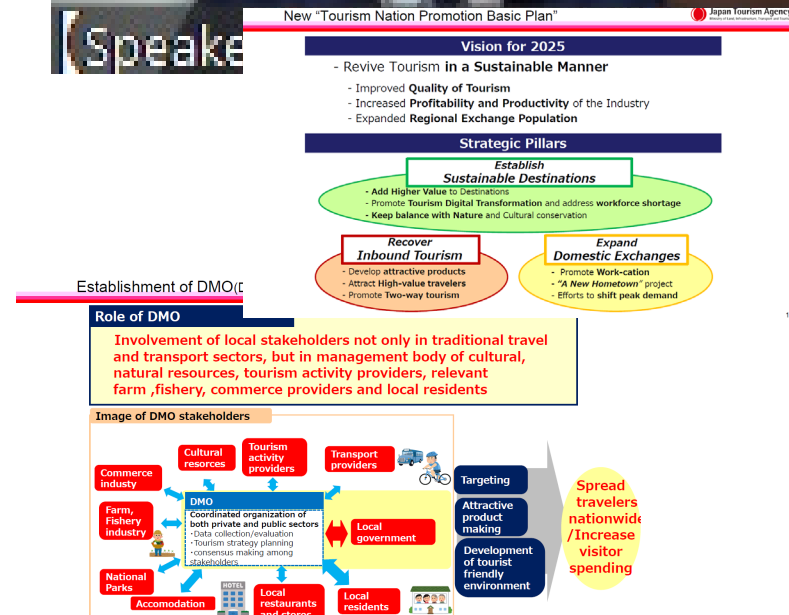 New “Tourism Nation Promotion Basic Plan”
Japan Tourism Agency
(Speake
Vision for 2025
- Revive Tourism in a Sustainable Manner
- Improved Quality of Tourism
- Increased Profitability and Productivity of the Industry
- Expanded Regional Exchange Population
Strategic Pillars
Establish
Sustainable Destinations
- Add Higher Value to Destinations
- Promote Tourism Digital Transformation and address workforce shortage
- Keep balance with Nature and Cultural conservation
Recover
Inbound Tourism
- Develop attractive products
- Attract High-value travelers
- Promote Two-way tourism
Expand
Domestic Exchanges
- Promote Work-cation
- “A New Hometown” project
- Efforts to shift peak demand
1
Establishment of DMO(D
Role of DMO
Involvement of local stakeholders not only in traditional travel
and transport sectors, but in management body of cultural,
natural resources, tourism activity providers, relevant
farm ,fishery, commerce providers and local residents
Image of DMO stakeholders
Commerce
industy
Cultural
resorces
Tourism
activity
providers
Transport
providers
Farm,
Fishery
industry
DMO
Coordinated organization of
both private and public sectors
・Data collection/evaluation
・Tourism strategy planning
・consensus making among
stakeholders
Local
government
National
Parks
Accomodation
HOTEL
Local
restaurants
and stores
Local
residents
Targeting
Attractive
product
making
Development
of tourist
friendly
environment
Spread
travelers
nationwide
/Increase
visitor
spending